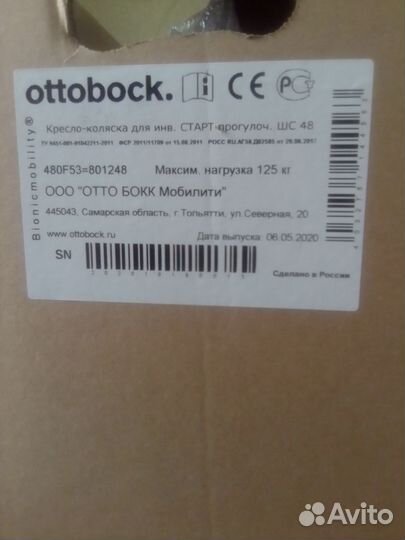 ottobock.
Bionicmobility®
Кресло-коляска для инв. СТАРТ-прогулоч. ШС 48
480F53=801248 Максим. нагрузка 125 кг
ООО "ОТТО БОКК Мобилити"
445043, Самарская область, г. Тольятти, ул. Северная, 20
www.ottobock.ru Дата выпуска: 06.05.2020
SN
Сделано в России
Avito